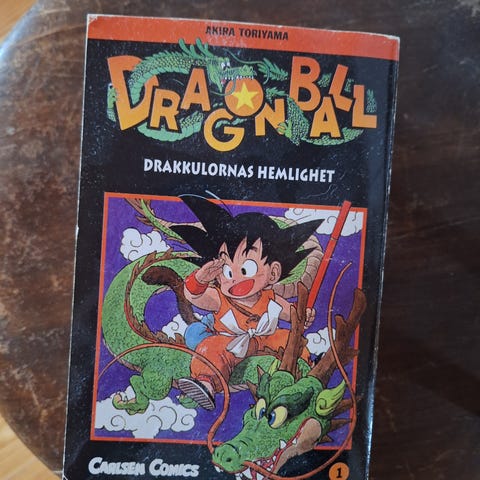 AKIRA TORIYAMA
DRAGON BALL
DRAKKULORNAS HEMLIGHET
CARLSEN COMICS
1